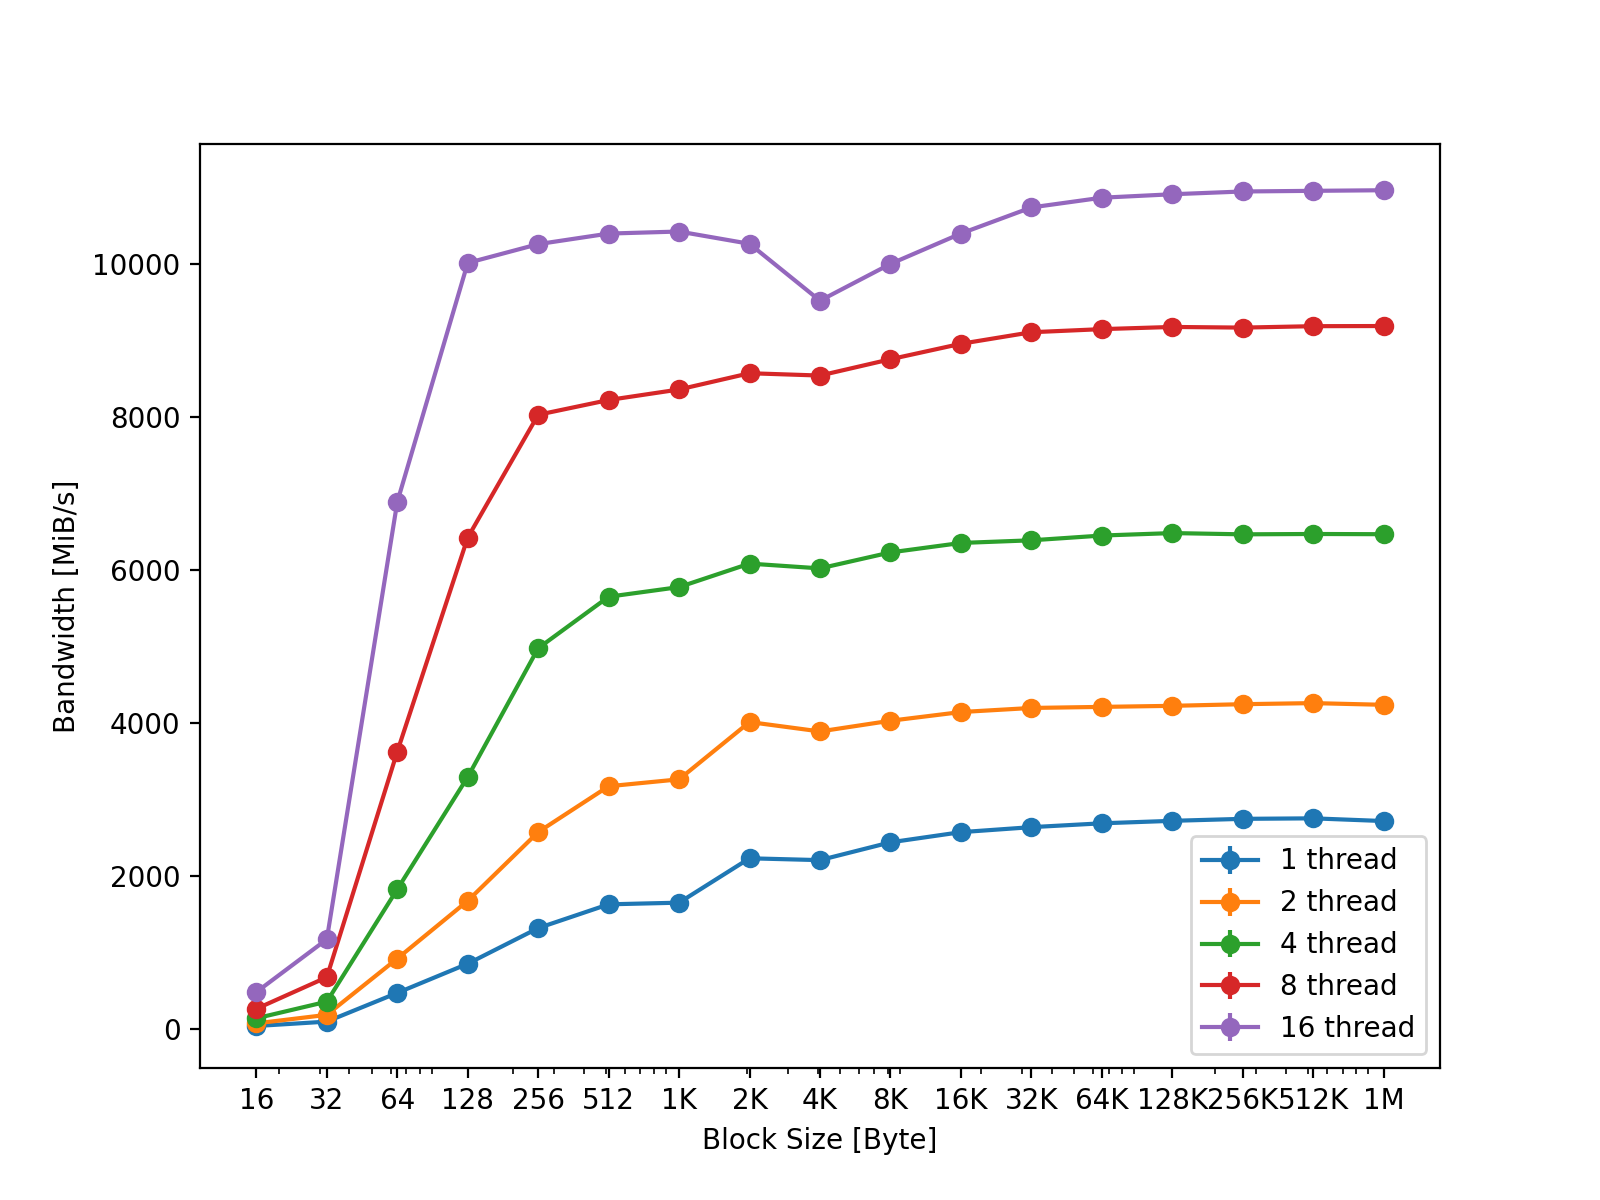 10000
8000
6000
4000
2000
0
Bandwidth [MiB/s]
16 32 64 128 256 512 1K 2K 4K 8K 16K 32K 64K 128K 256K 512K 1M
Block Size [Byte]
1 thread
2 thread
4 thread
8 thread
16 thread